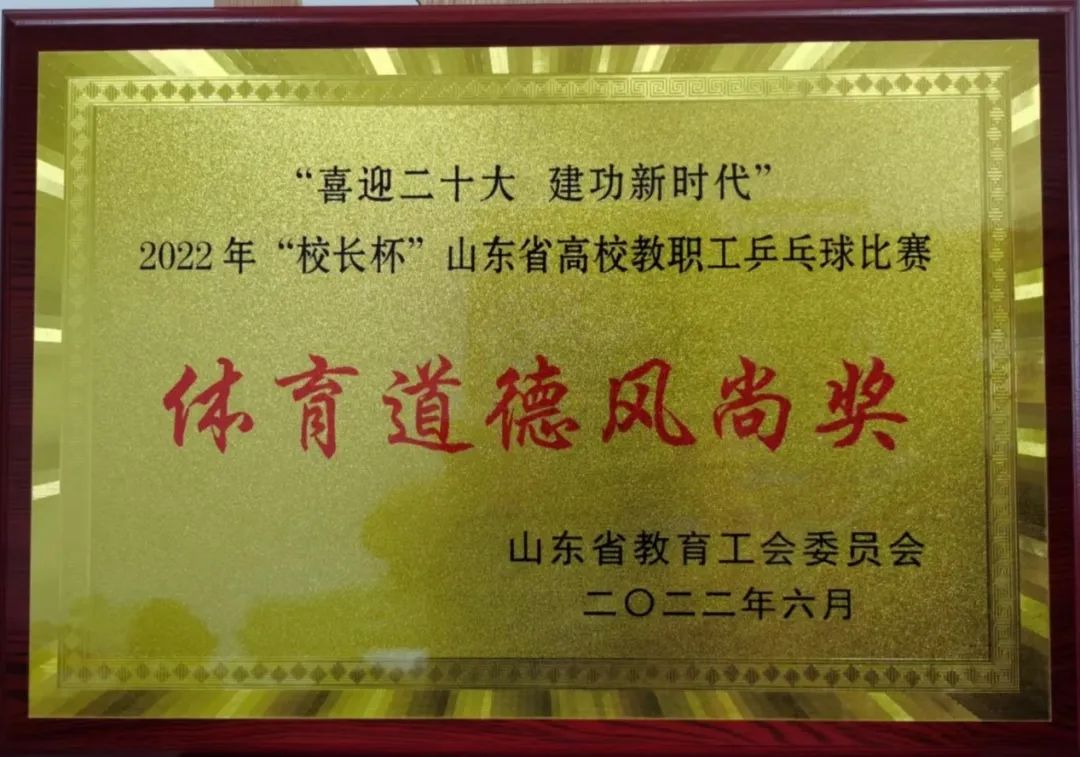 “喜迎二十大 建功新时代”
2022年“校长杯”山东省高校教职工乒乓球比赛
体育道德风尚奖
山东省教育工会委员会
二〇二二年六月